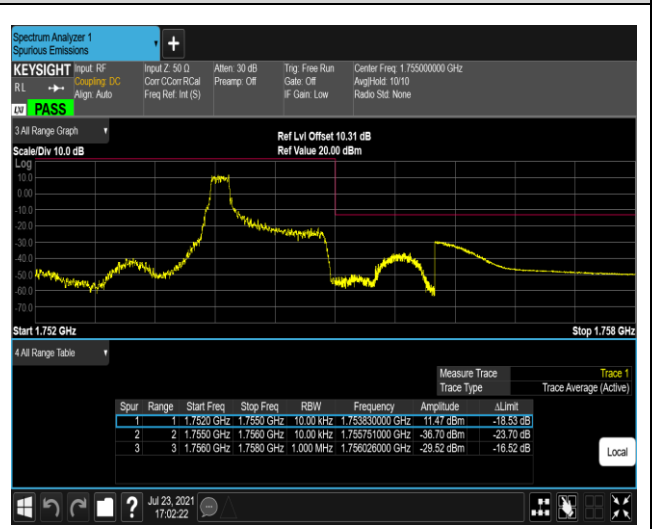 Spectrum Analyzer 1
Spurious Emissions
+
KEYSIGHT Input: RF Input Z: 50 Ω Atten: 30 dB Trig: Free Run Center Freq: 1.755000000 GHz
RL Coupling: DC Corr CCorr RCal Preamp: Off Gate: Off Avg|Hold: 10/10
Align: Auto Freq Ref: Int (S) IF Gain: Low Radio Std: None
LXI PASS
3 All Range Graph
Ref Lvl Offset 10.31 dB
Scale/Div 10.0 dB Ref Value 20.00 dBm
Log
10.0
0.00
-10.0
-20.0
-30.0
-40.0
-50.0
-60.0
-70.0
Start 1.752 GHz Stop 1.758 GHz
4 All Range Table
Measure Trace Trace 1
Trace Type Trace Average (Active)
Spur Range Start Freq Stop Freq RBW Frequency Amplitude ΔLimit
1 1 1.7520 GHz 1.7550 GHz 10.00 kHz 1.753830000 GHz 11.47 dBm -18.53 dB
2 2 1.7550 GHz 1.7560 GHz 10.00 kHz 1.755751000 GHz -36.70 dBm -23.70 dB
3 3 1.7560 GHz 1.7580 GHz 1.000 MHz 1.756026000 GHz -29.52 dBm -16.52 dB
Local
? Jul 23, 2021
17:02:22